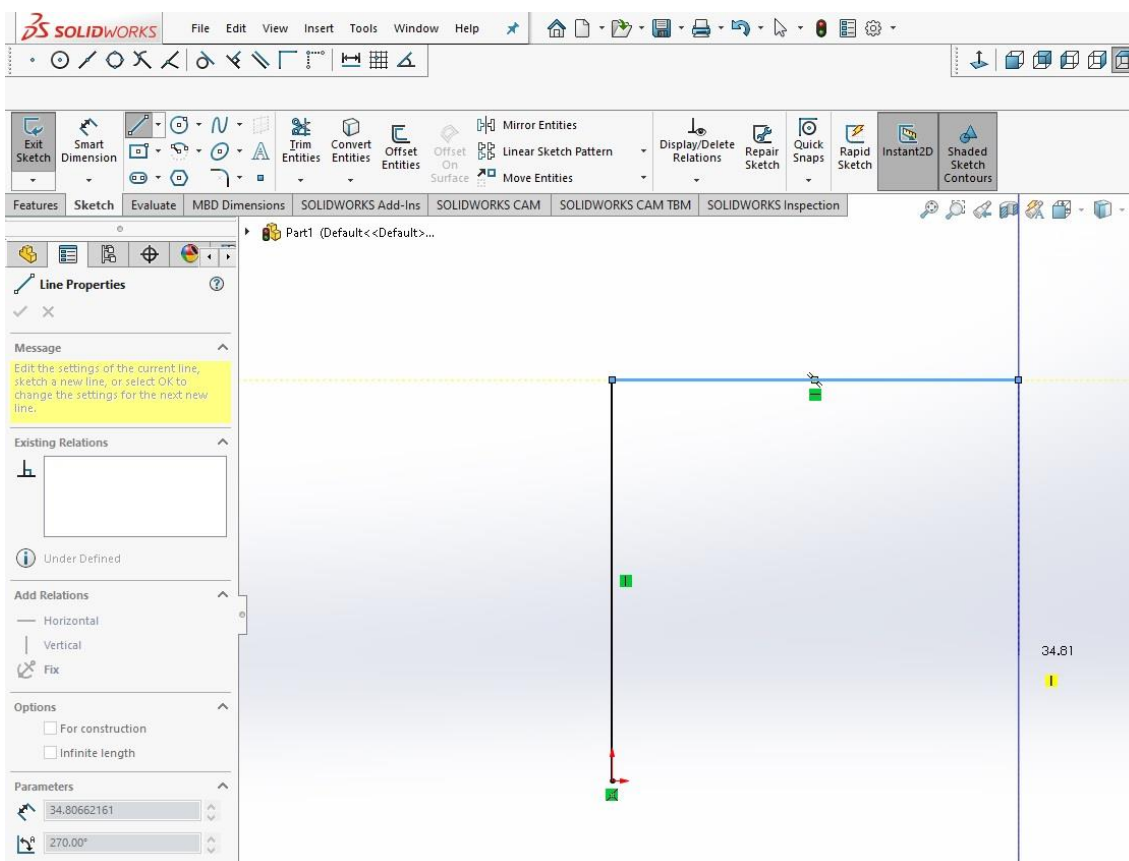 SOLIDWORKS File Edit View Insert Tools Window Help
Exit Sketch
Smart Dimension
Trim Entities
Convert Entities
Offset Entities
Offset On Surface
Mirror Entities
Linear Sketch Pattern
Move Entities
Display/Delete Relations
Repair Sketch
Quick Snaps
Rapid Sketch
Instant2D
Shaded Sketch Contours
Features Sketch Evaluate MBD Dimensions SOLIDWORKS Add-Ins SOLIDWORKS CAM SOLIDWORKS CAM TBM SOLIDWORKS Inspection
Part1 (Default<<Default>...
Line Properties
Message
Edit the settings of the current line,
sketch a new line, or select OK to
change the settings for the next new
line.
Existing Relations
Under Defined
Add Relations
Horizontal
Vertical
Fix
34.81
Options
For construction
Infinite length
Parameters
34.80662161
270.00°